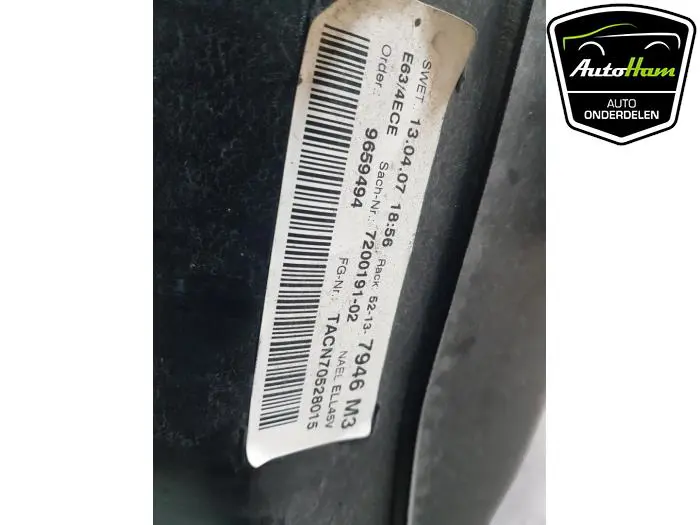 SWET 13.04.07 18:56 Rack: 52-13- 7946 M3
E63/4ECE Sach-Nr.: 7200191-02 NAEL ELL45V
Order: 9659494 FG-Nr.: TACN70528015
AutoHam
AUTO
ONDERDELEN